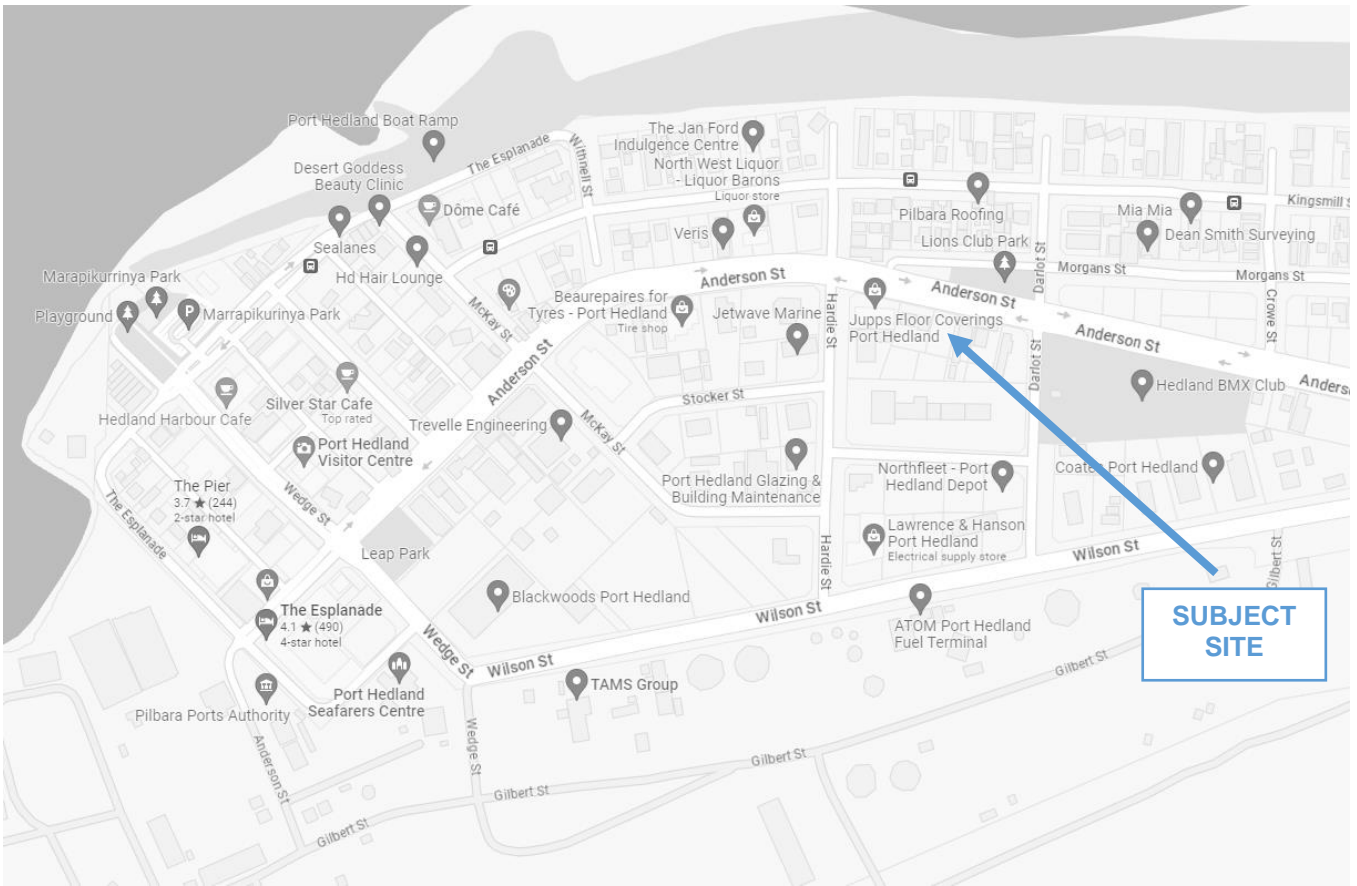 Port Hedland Boat Ramp
The Esplanade
Withnell St
The Jan Ford
Indulgence Centre
North West Liquor
- Liquor Barons
Liquor store
Desert Goddess
Beauty Clinic
Dôme Café
Sealanes
Hd Hair Lounge
Veris
Pilbara Roofing
Lions Club Park
Darlot St
Mia Mia
Dean Smith Surveying
Kingsmill S
Morgans St
Morgans St
Crowe St
Marapikurrinya Park
Playground
P
Marrapikurinya Park
McKay St
Beaurepaires for
Tyres - Port Hedland
Tire shop
Anderson St
Jetwave Marine
Hardie St
Jupps Floor Coverings
Port Hedland
Anderson St
Anderson St
Anders
Darlot St
Hedland BMX Club
Anderson St
Hedland Harbour Cafe
Silver Star Cafe
Top rated
Trevelle Engineering
McKay St
Stocker St
Port Hedland
Visitor Centre
Port Hedland Glazing &
Building Maintenance
Northfleet - Port
Hedland Depot
Coates Port Hedland
The Pier
3.7 ★ (244)
2-star hotel
The Esplanade
Wedge St
Leap Park
Lawrence & Hanson
Port Hedland
Electrical supply store
Hardie St
Wilson St
Gilbert St
Blackwoods Port Hedland
The Esplanade
4.1 ★ (490)
4-star hotel
Wilson St
ATOM Port Hedland
Fuel Terminal
SUBJECT
SITE
Wedge St
Wilson St
Gilbert St
TAMS Group
Port Hedland
Seafarers Centre
Pilbara Ports Authority
Wedge St
Anderson St
Gilbert St
Gilbert St
Gilbert St